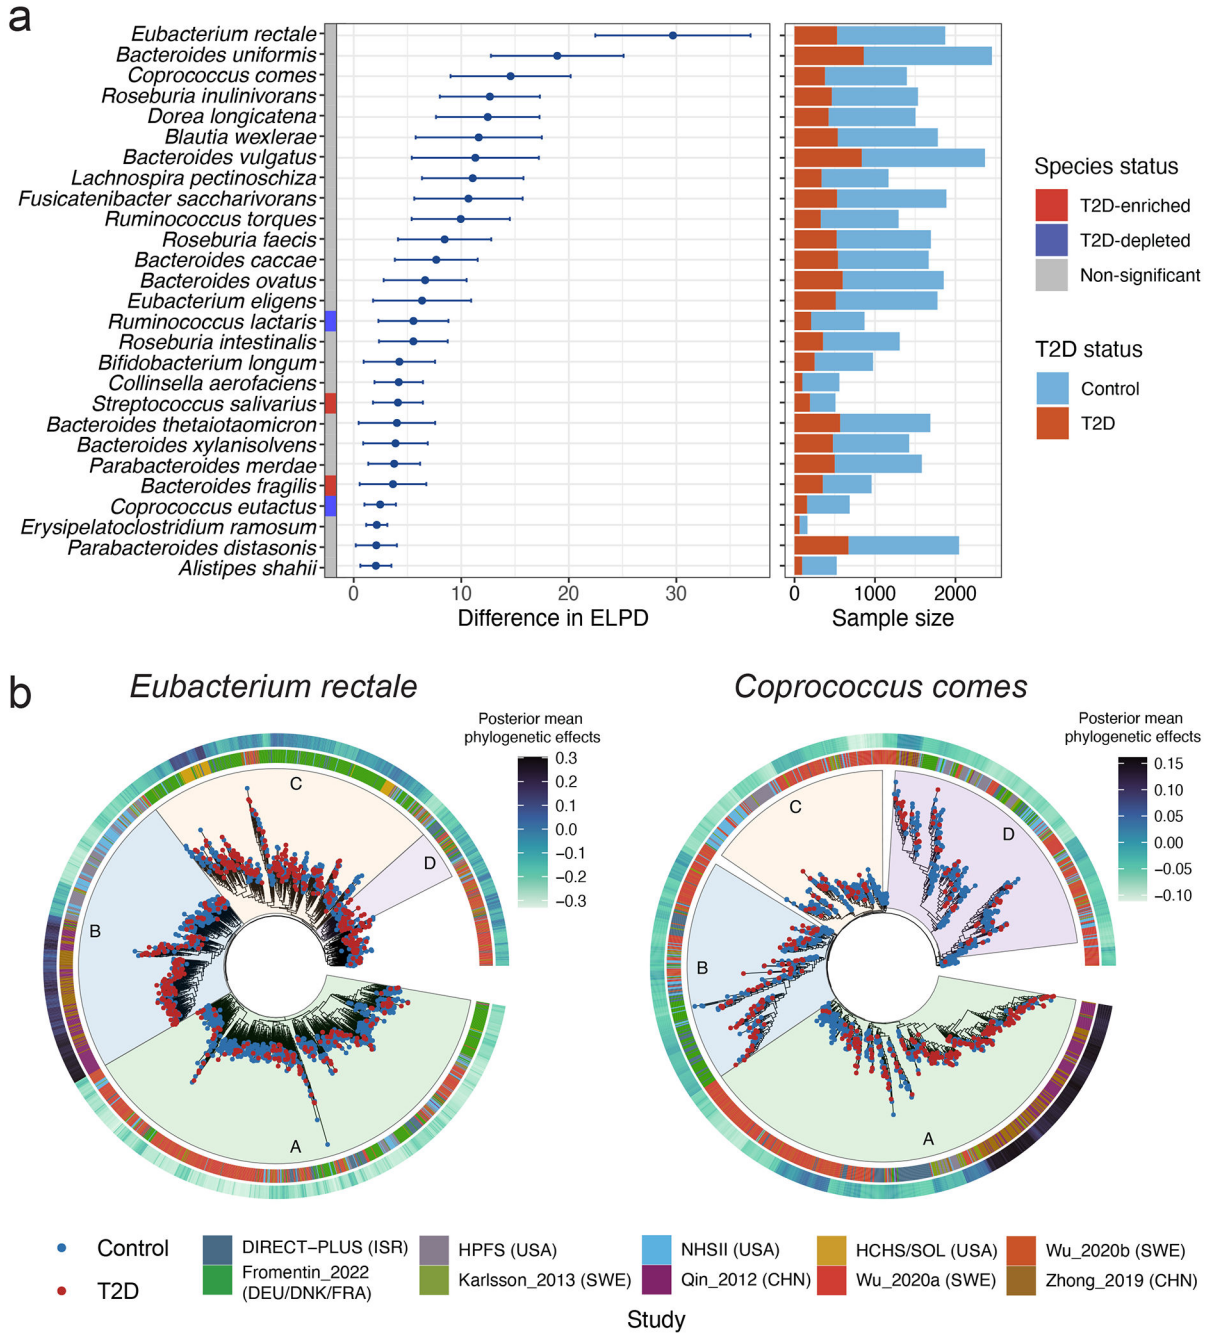 a
Eubacterium rectale
Bacteroides uniformis
Coprococcus comes
Roseburia inulinivorans
Dorea longicatena
Blautia wexlerae
Bacteroides vulgatus
Lachnospira pectinoschiza
Fusicatenibacter saccharivorans
Ruminococcus torques
Roseburia faecis
Bacteroides caccae
Bacteroides ovatus
Eubacterium eligens
Ruminococcus lactaris
Roseburia intestinalis
Bifidobacterium longum
Collinsella aerofaciens
Streptococcus salivarius
Bacteroides thetaiotaomicron
Bacteroides xylanisolvens
Parabacteroides merdae
Bacteroides fragilis
Coprococcus eutactus
Erysipelatoclostridium ramosum
Parabacteroides distasonis
Alistipes shahii
0 10 20 30
Difference in ELPD
0 1000 2000
Sample size
Species status
T2D-enriched
T2D-depleted
Non-significant
T2D status
Control
T2D
b
Eubacterium rectale
Posterior mean
phylogenetic effects
0.3
0.2
0.1
0.0
−0.1
−0.2
−0.3
C
D
B
A
Coprococcus comes
Posterior mean
phylogenetic effects
0.15
0.10
0.05
0.00
−0.05
−0.10
C
D
B
A
Control
T2D
DIRECT−PLUS (ISR)
Fromentin_2022
(DEU/DNK/FRA)
HPFS (USA)
Karlsson_2013 (SWE)
NHSII (USA)
Qin_2012 (CHN)
HCHS/SOL (USA)
Wu_2020a (SWE)
Wu_2020b (SWE)
Zhong_2019 (CHN)
Study